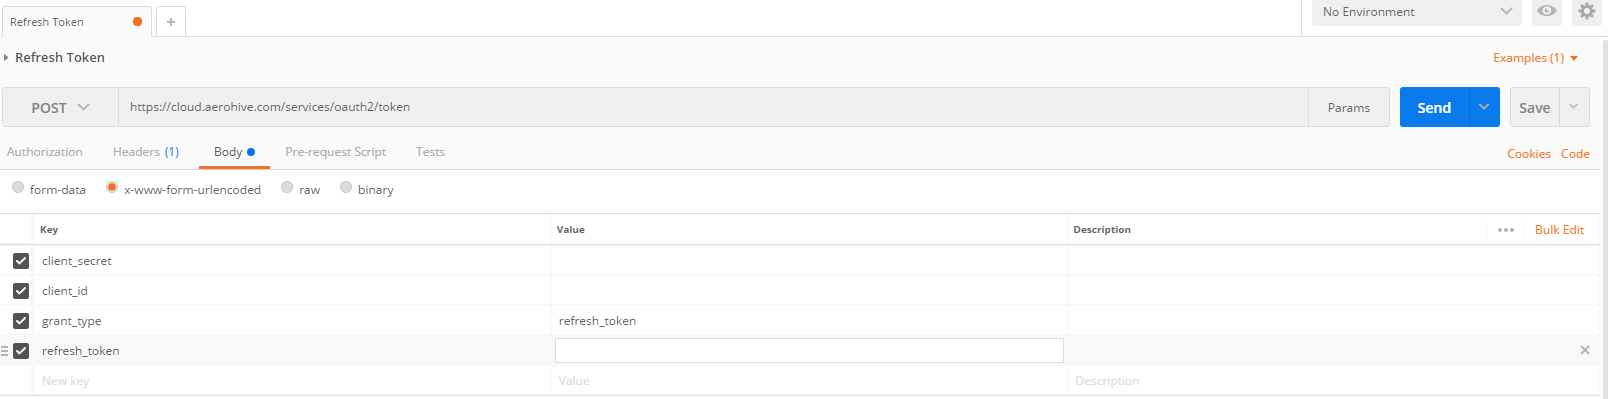 Refresh Token +
No Environment
Refresh Token
Examples (1)
POST https://cloud.aerohive.com/services/oauth2/token Params Send Save
Authorization Headers (1) Body Pre-request Script Tests Cookies Code
form-data x-www-form-urlencoded raw binary
Key Value Description ••• Bulk Edit
client_secret
client_id
grant_type refresh_token
refresh_token
New key Value Description